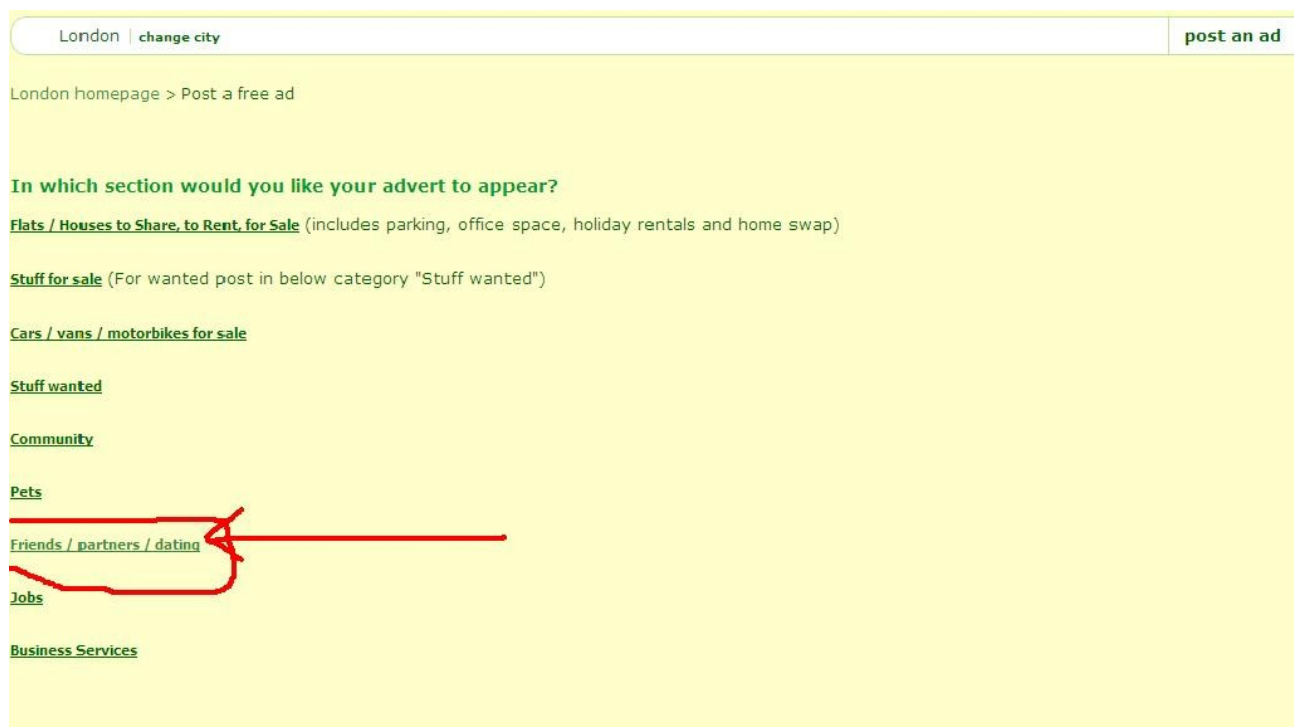 London | change city post an ad
London homepage > Post a free ad
In which section would you like your advert to appear?
Flats / Houses to Share, to Rent, for Sale (includes parking, office space, holiday rentals and home swap)
Stuff for sale (For wanted post in below category "Stuff wanted")
Cars / vans / motorbikes for sale
Stuff wanted
Community
Pets
Friends / partners / dating
Jobs
Business Services